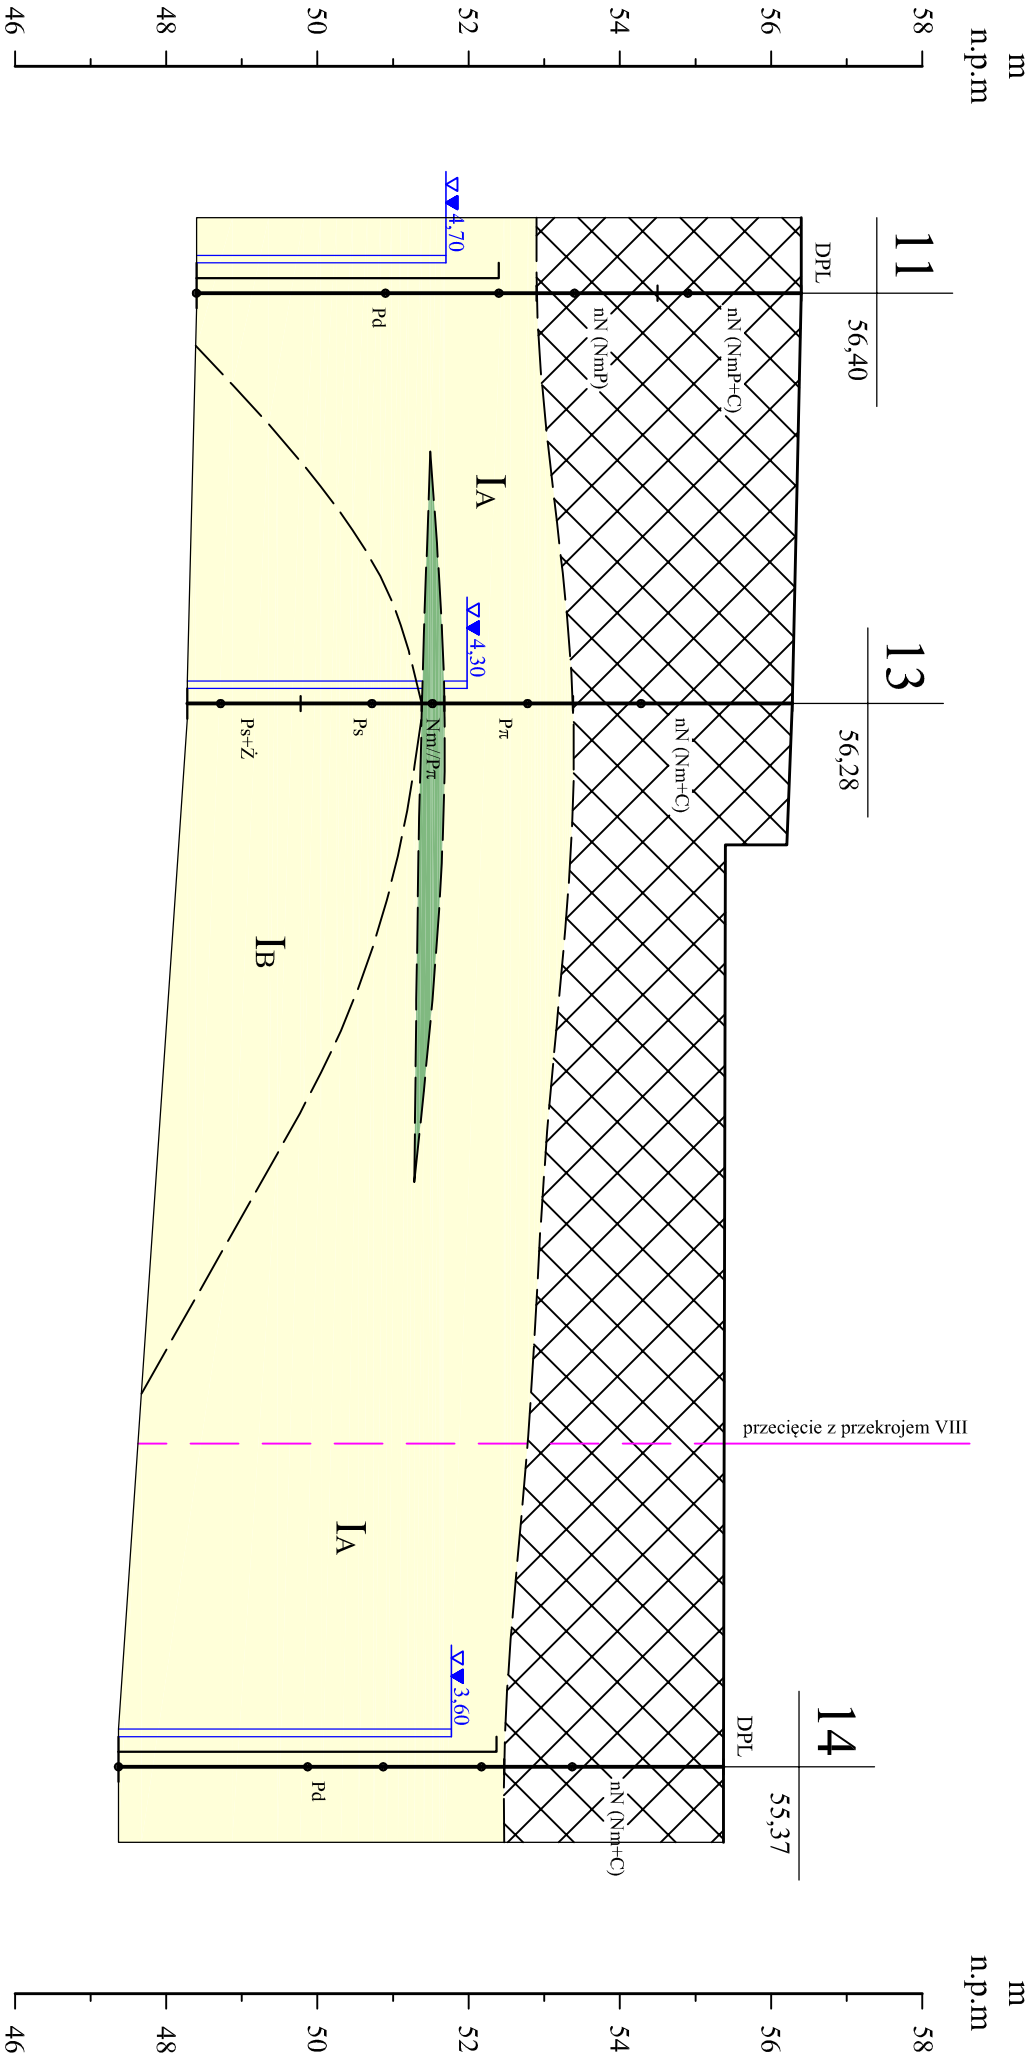 m
n.p.m
58
56
54
52
50
48
46
11
56,40
DPL
nN (NmP+C)
nN (NmP)
Pd
4,70
13
56,28
nN (Nm+C)
Pπ
Nm//Pπ
Ps
Ps+Ż
4,30
14
55,37
DPL
nN (Nm+C)
Pd
3,60
IA
IB
IA
przecięcie z przekrojem VIII
m
n.p.m
58
56
54
52
50
48
46